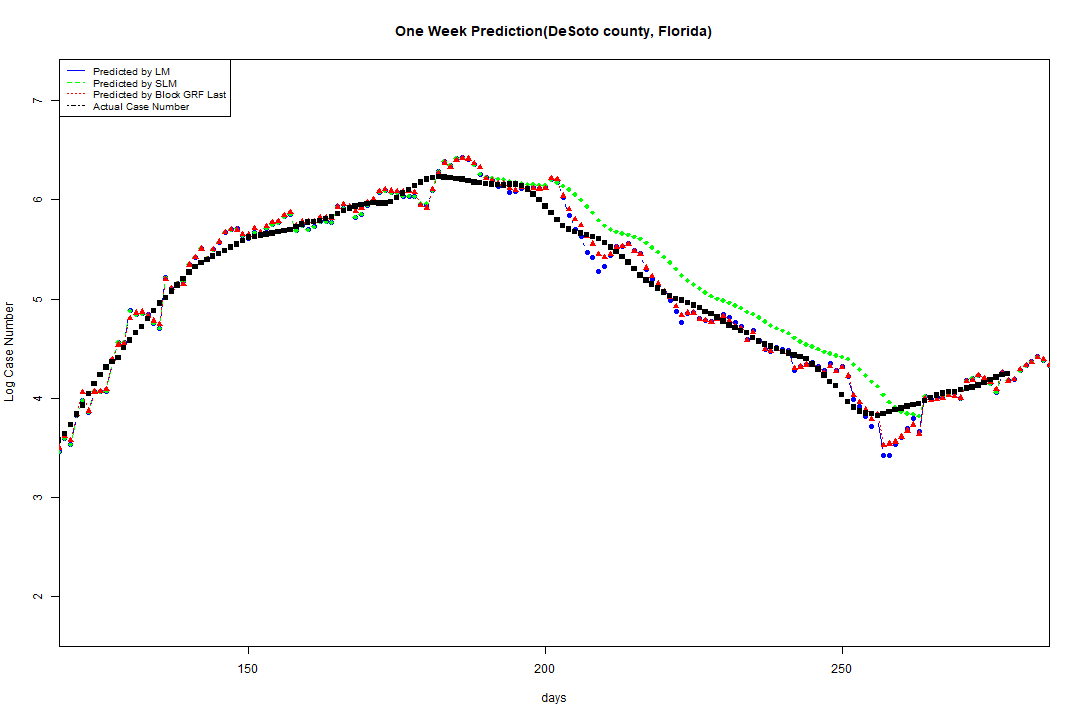 One Week Prediction(DeSoto county, Florida)
Predicted by LM
Predicted by SLM
Predicted by Block GRF Last
Actual Case Number
Log Case Number
7
6
5
4
3
2
150
200
250
days